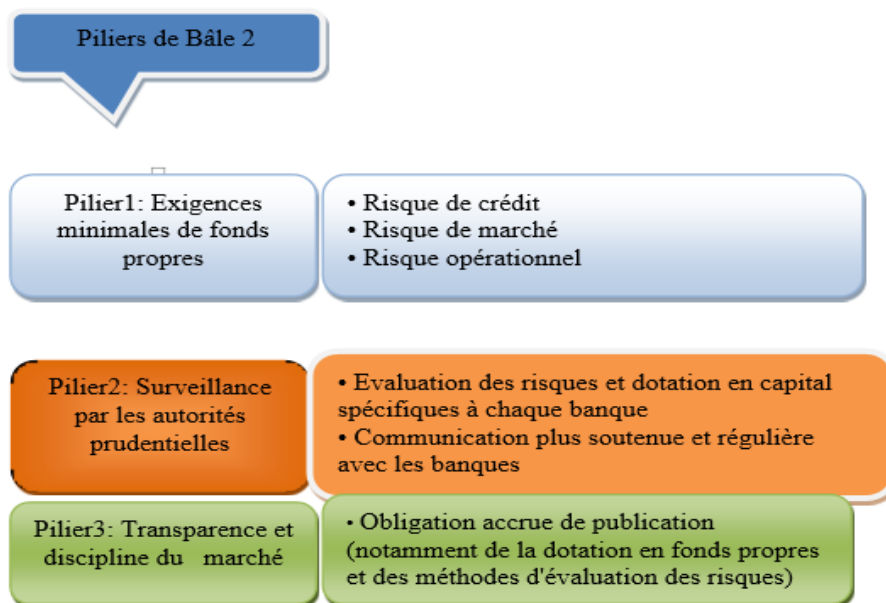 Piliers de Bâle 2
Pilier1: Exigences
minimales de fonds
propres
• Risque de crédit
• Risque de marché
• Risque opérationnel
Pilier2: Surveillance
par les autorités
prudentielles
• Evaluation des risques et dotation en capital
spécifiques à chaque banque
• Communication plus soutenue et régulière
avec les banques
Pilier3: Transparence et
discipline du marché
• Obligation accrue de publication
(notamment de la dotation en fonds propres
et des méthodes d'évaluation des risques)